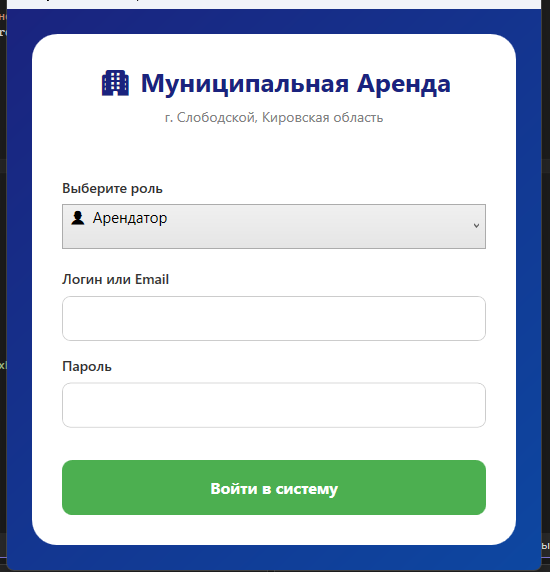 Муниципальная Аренда
г. Слободской, Кировская область
Выберите роль
Арендатор
Логин или Email
Пароль
Войти в систему